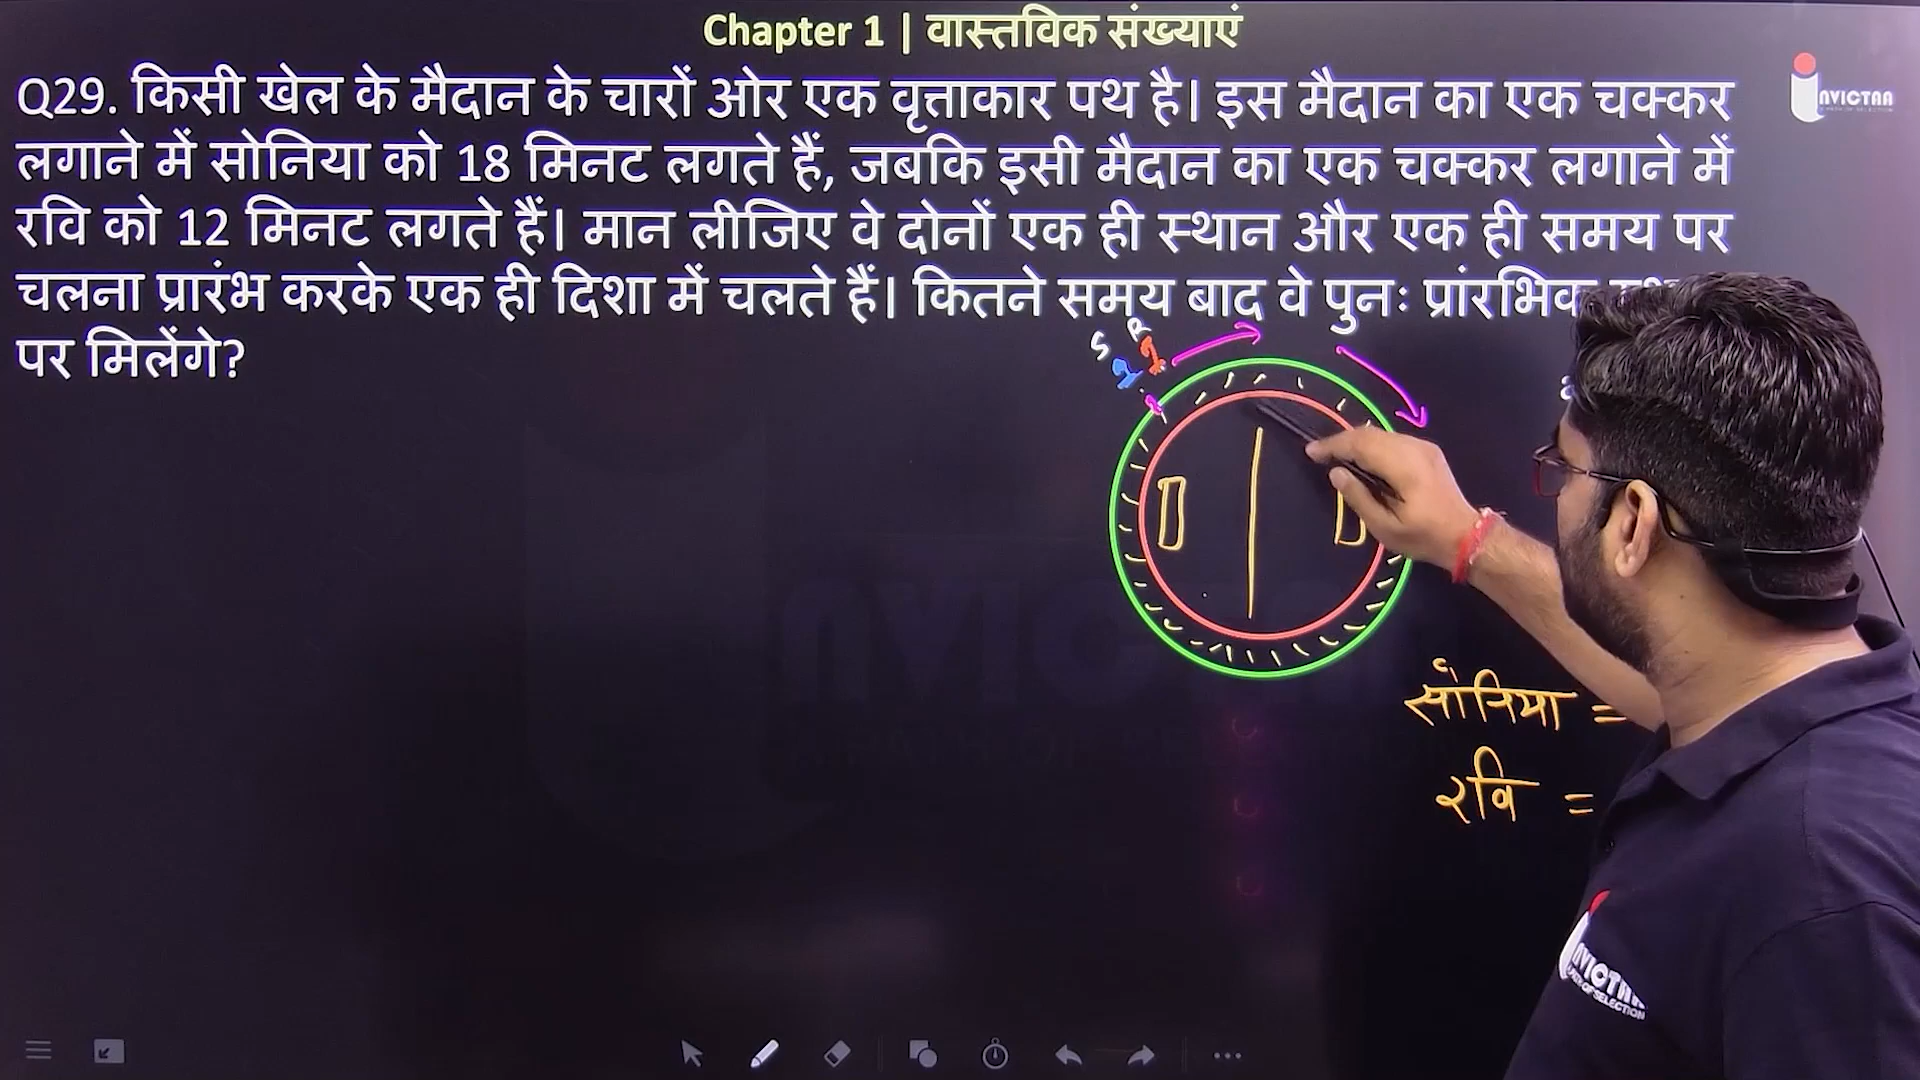 Chapter 1 | वास्तविक संख्याएं
NVICTAA
Q29. किसी खेल के मैदान के चारों ओर एक वृत्ताकार पथ है। इस मैदान का एक चक्कर
लगाने में सोनिया को 18 मिनट लगते हैं, जबकि इसी मैदान का एक चक्कर लगाने में
रवि को 12 मिनट लगते हैं। मान लीजिए वे दोनों एक ही स्थान और एक ही समय पर
चलना प्रारंभ करके एक ही दिशा में चलते हैं। कितने समय बाद वे पुनः प्रांरभिक
पर मिलेंगे?
S R
सोनिया =
रवि =